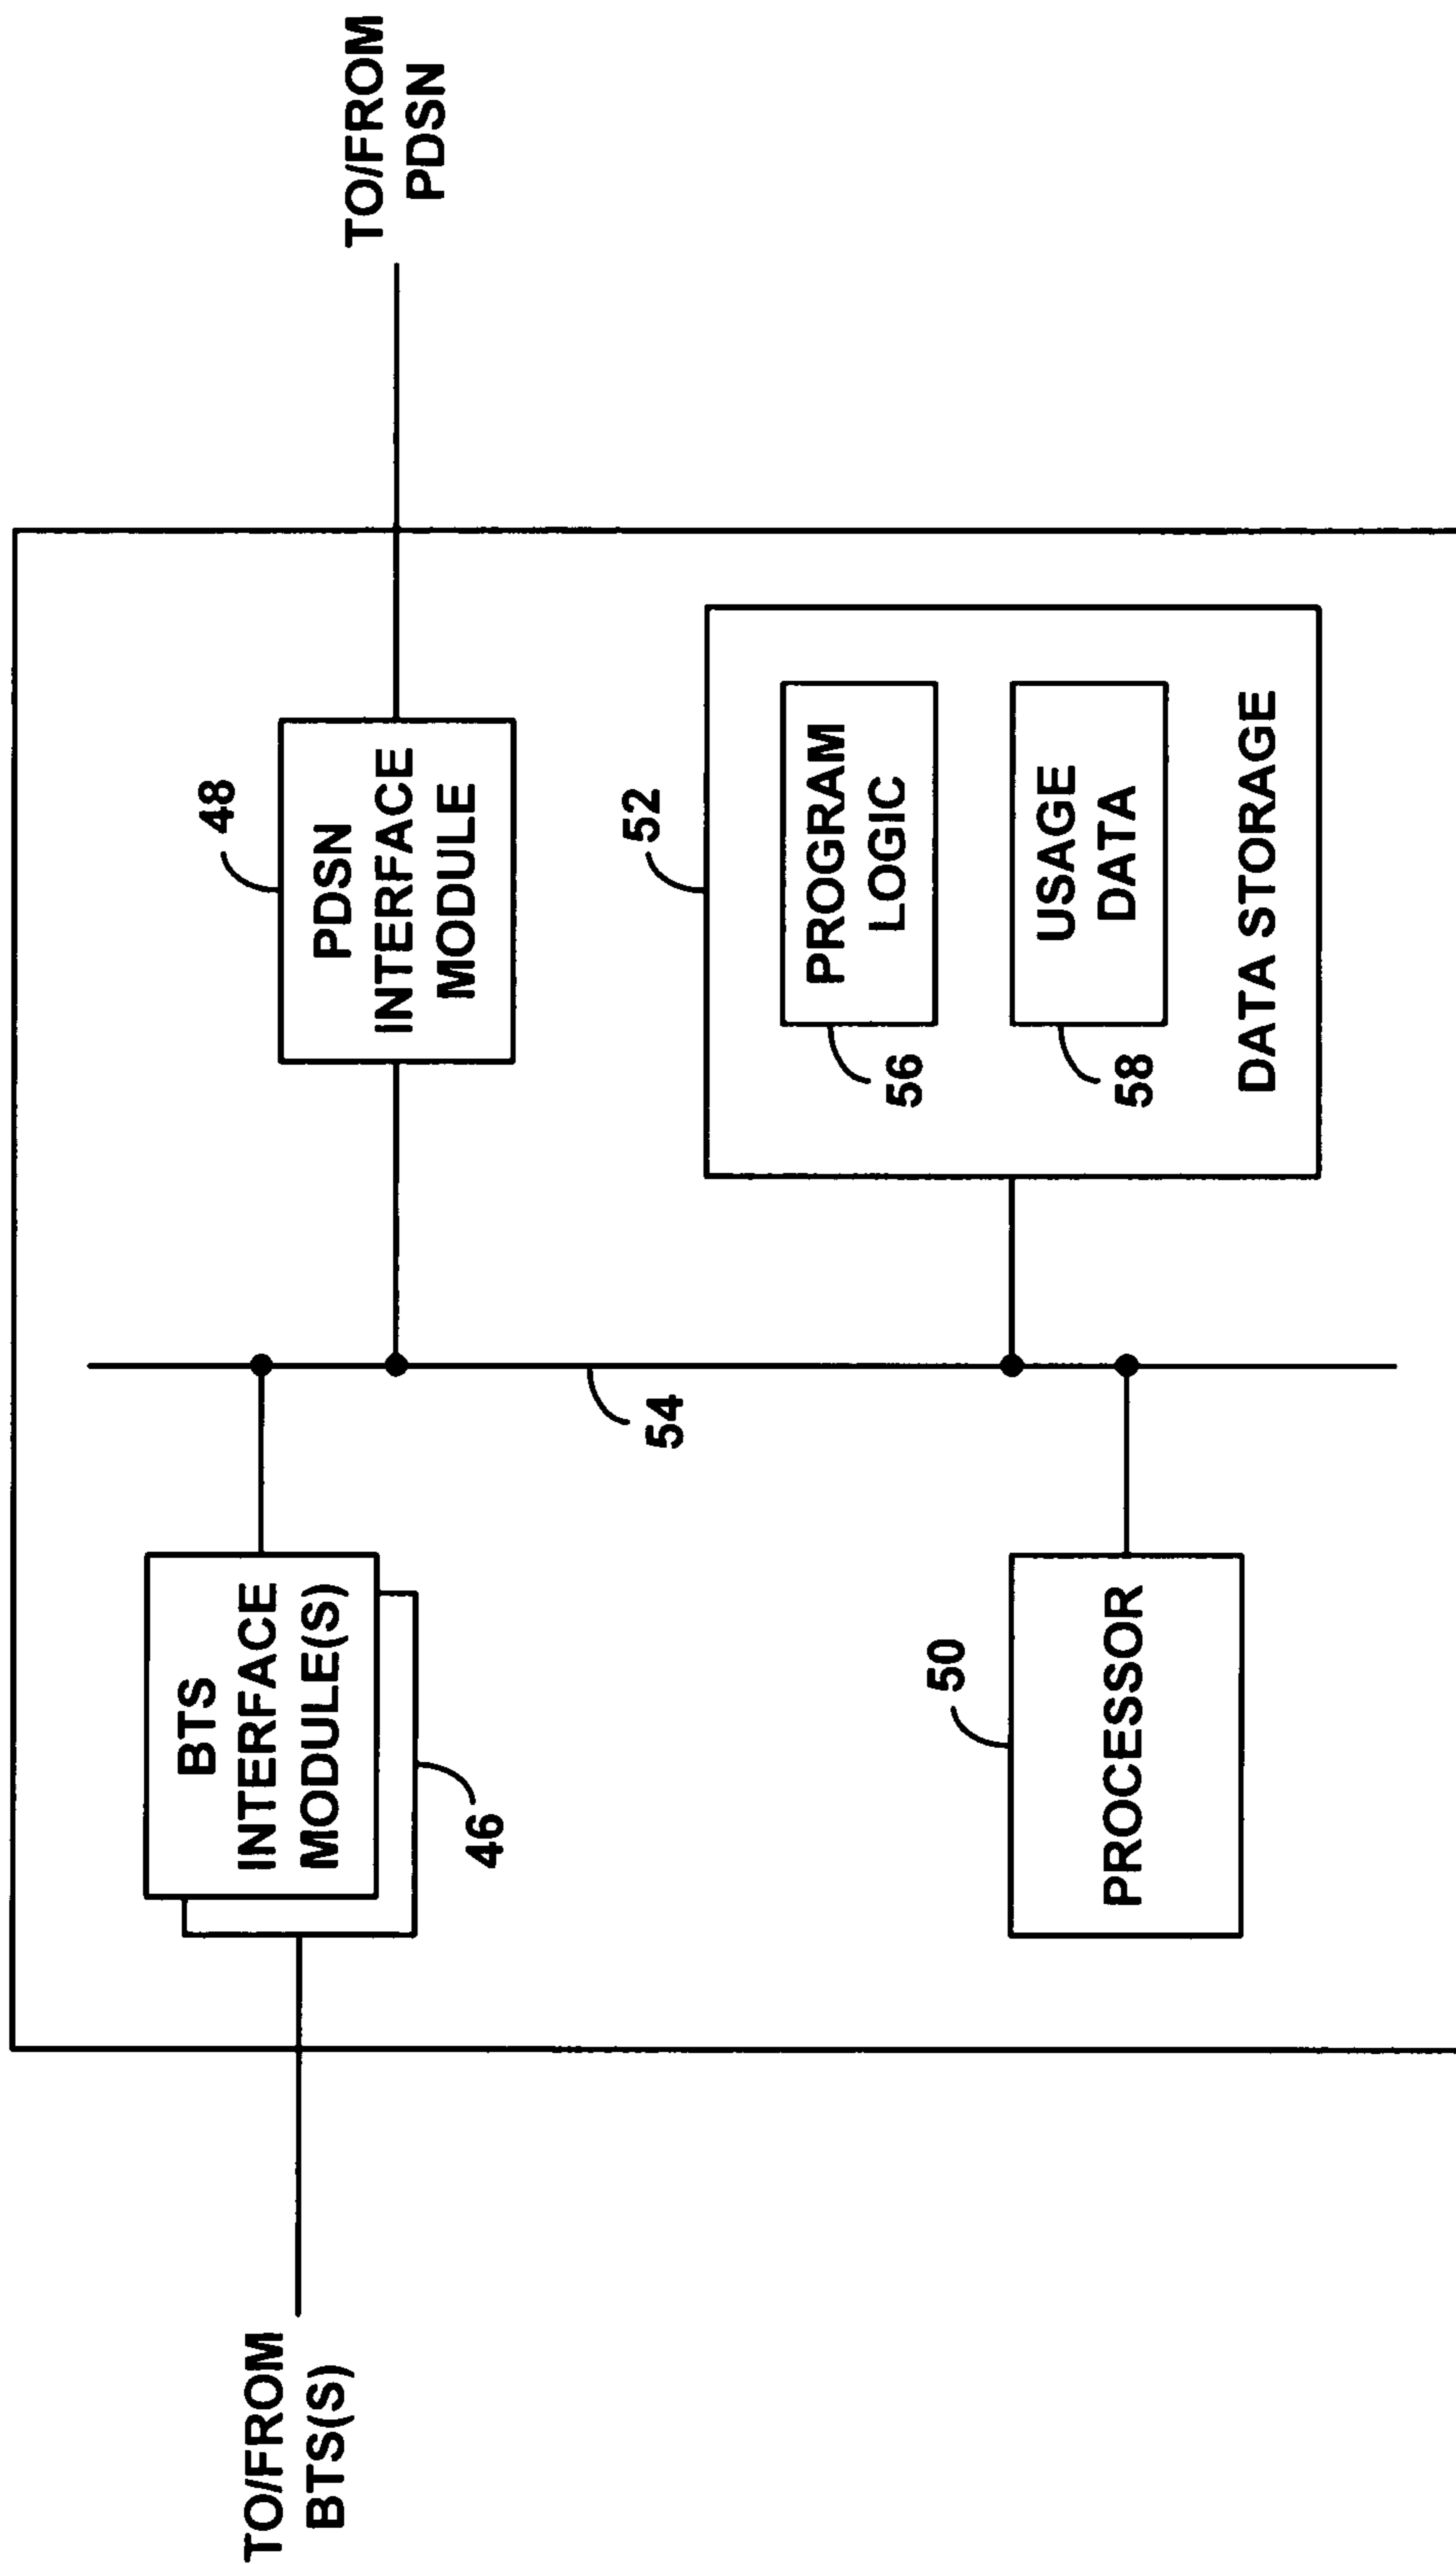 TO/FROM
BTS(S)
BTS
INTERFACE
MODULE(S)
46
50
PROCESSOR
54
48
PDSN
INTERFACE
MODULE
52
PROGRAM
LOGIC
56
USAGE
DATA
58
DATA STORAGE
TO/FROM
PDSN